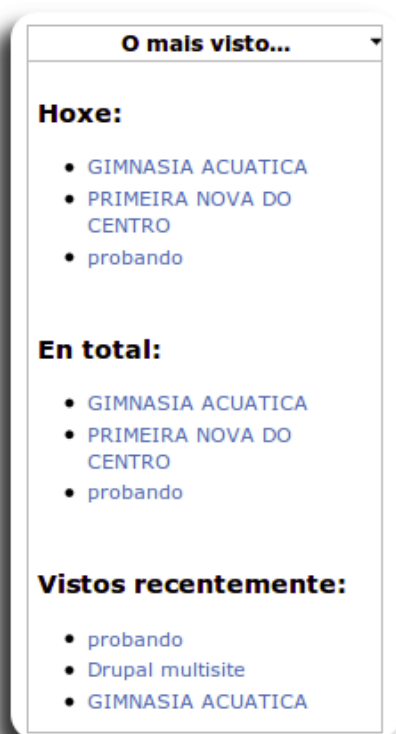 O mais visto...
Hoxe:
GIMNASIA ACUATICA
PRIMEIRA NOVA DO
CENTRO
probando
En total:
GIMNASIA ACUATICA
PRIMEIRA NOVA DO
CENTRO
probando
Vistos recentemente:
probando
Drupal multisite
GIMNASIA ACUATICA